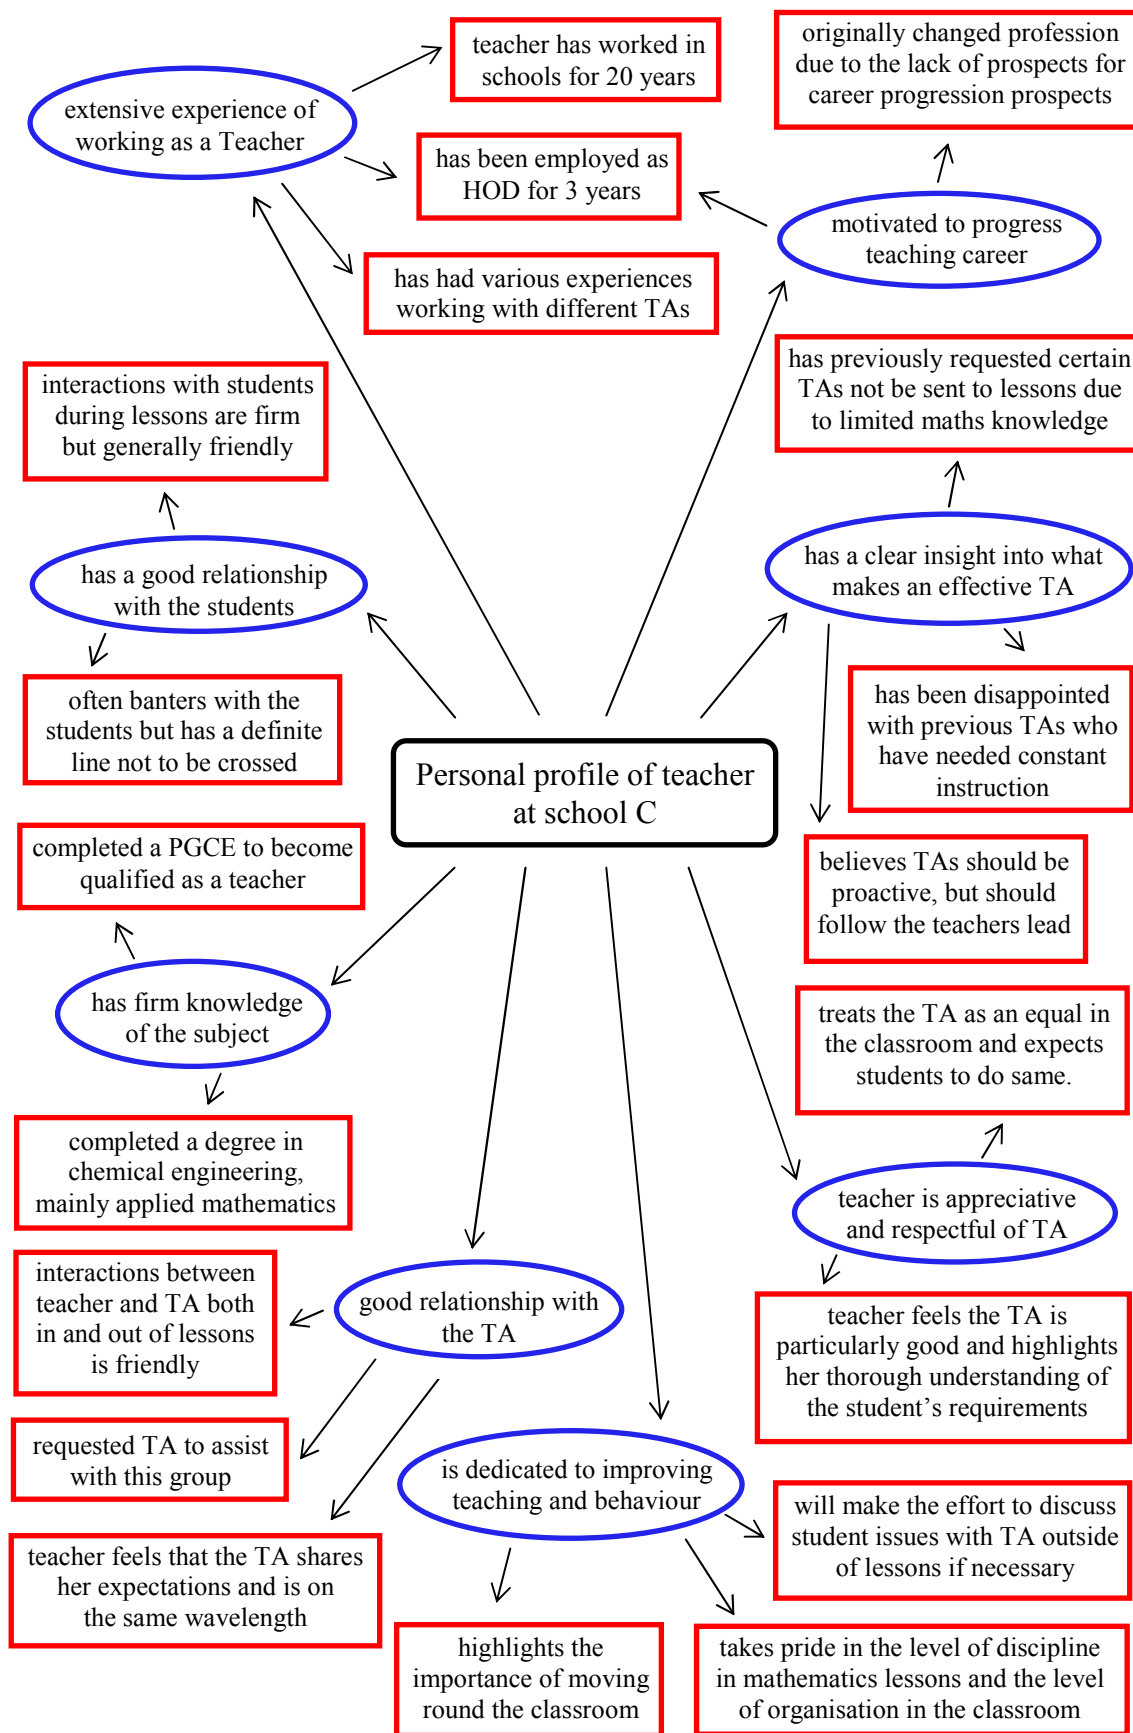 teacher has worked in
schools for 20 years
originally changed profession
due to the lack of prospects for
career progression prospects
extensive experience of
working as a Teacher
has been employed as
HOD for 3 years
motivated to progress
teaching career
has had various experiences
working with different TAs
interactions with students
during lessons are firm
but generally friendly
has previously requested certain
TAs not be sent to lessons due
to limited maths knowledge
has a good relationship
with the students
has a clear insight into what
makes an effective TA
often banters with the
students but has a definite
line not to be crossed
has been disappointed
with previous TAs who
have needed constant
instruction
Personal profile of teacher
at school C
completed a PGCE to become
qualified as a teacher
believes TAs should be
proactive, but should
follow the teachers lead
has firm knowledge
of the subject
treats the TA as an equal in
the classroom and expects
students to do same.
completed a degree in
chemical engineering,
mainly applied mathematics
teacher is appreciative
and respectful of TA
interactions between
teacher and TA both
in and out of lessons
is friendly
good relationship with
the TA
teacher feels the TA is
particularly good and highlights
her thorough understanding of
the student’s requirements
requested TA to assist
with this group
is dedicated to improving
teaching and behaviour
will make the effort to discuss
student issues with TA outside
of lessons if necessary
teacher feels that the TA shares
her expectations and is on
the same wavelength
highlights the
importance of moving
round the classroom
takes pride in the level of discipline
in mathematics lessons and the level
of organisation in the classroom